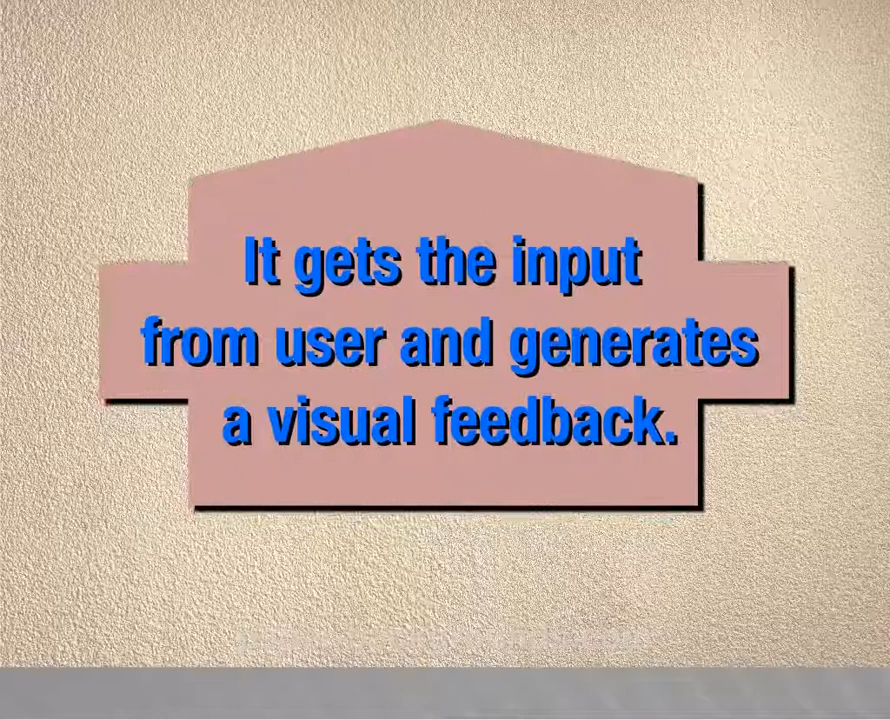 It gets the input
from user and generates
a visual feedback.